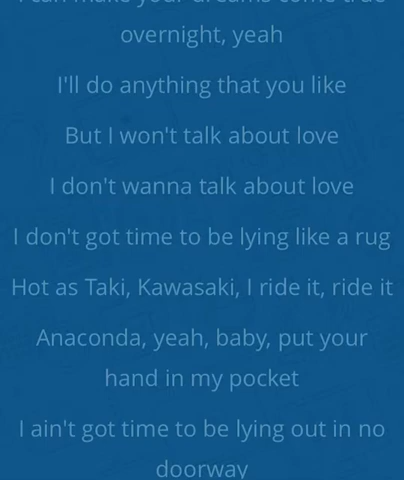 I can make your dreams come true
overnight, yeah
I'll do anything that you like
But I won't talk about love
I don't wanna talk about love
I don't got time to be lying like a rug
Hot as Taki, Kawasaki, I ride it, ride it
Anaconda, yeah, baby, put your
hand in my pocket
I ain't got time to be lying out in no
doorway